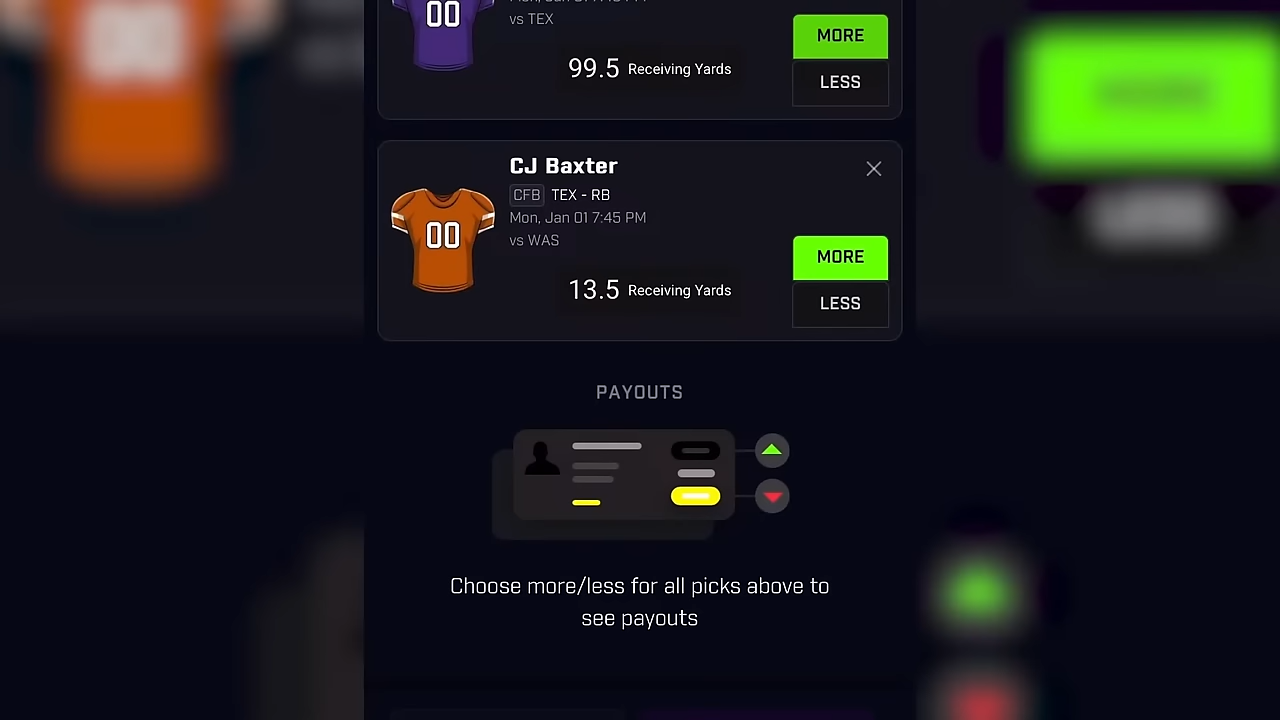 00
vs TEX
99.5 Receiving Yards
MORE
LESS
CJ Baxter
CFB TEX - RB
Mon, Jan 01 7:45 PM
vs WAS
00
13.5 Receiving Yards
MORE
LESS
PAYOUTS
Choose more/less for all picks above to
see payouts